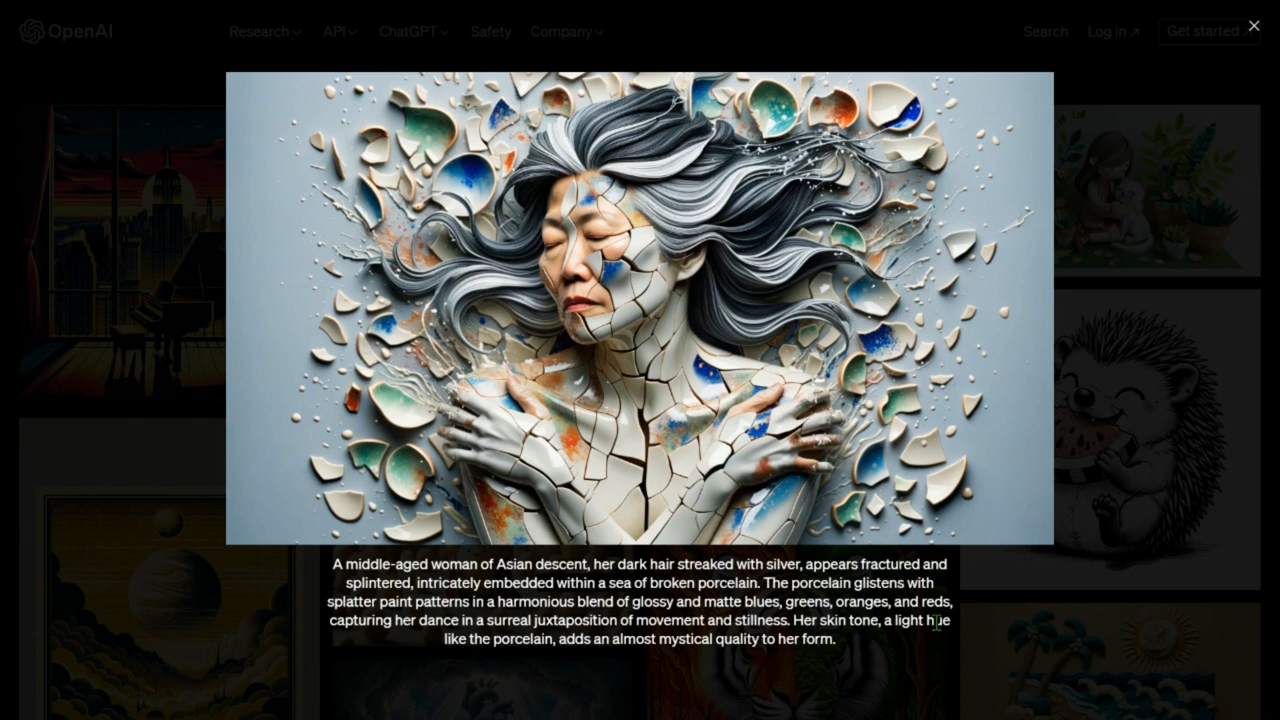 OpenAI
Research
API
ChatGPT
Safety
Company
Search
Log in ↗
Get started ↗
A middle-aged woman of Asian descent, her dark hair streaked with silver, appears fractured and
splintered, intricately embedded within a sea of broken porcelain. The porcelain glistens with
splatter paint patterns in a harmonious blend of glossy and matte blues, greens, oranges, and reds,
capturing her dance in a surreal juxtaposition of movement and stillness. Her skin tone, a light hue
like the porcelain, adds an almost mystical quality to her form.